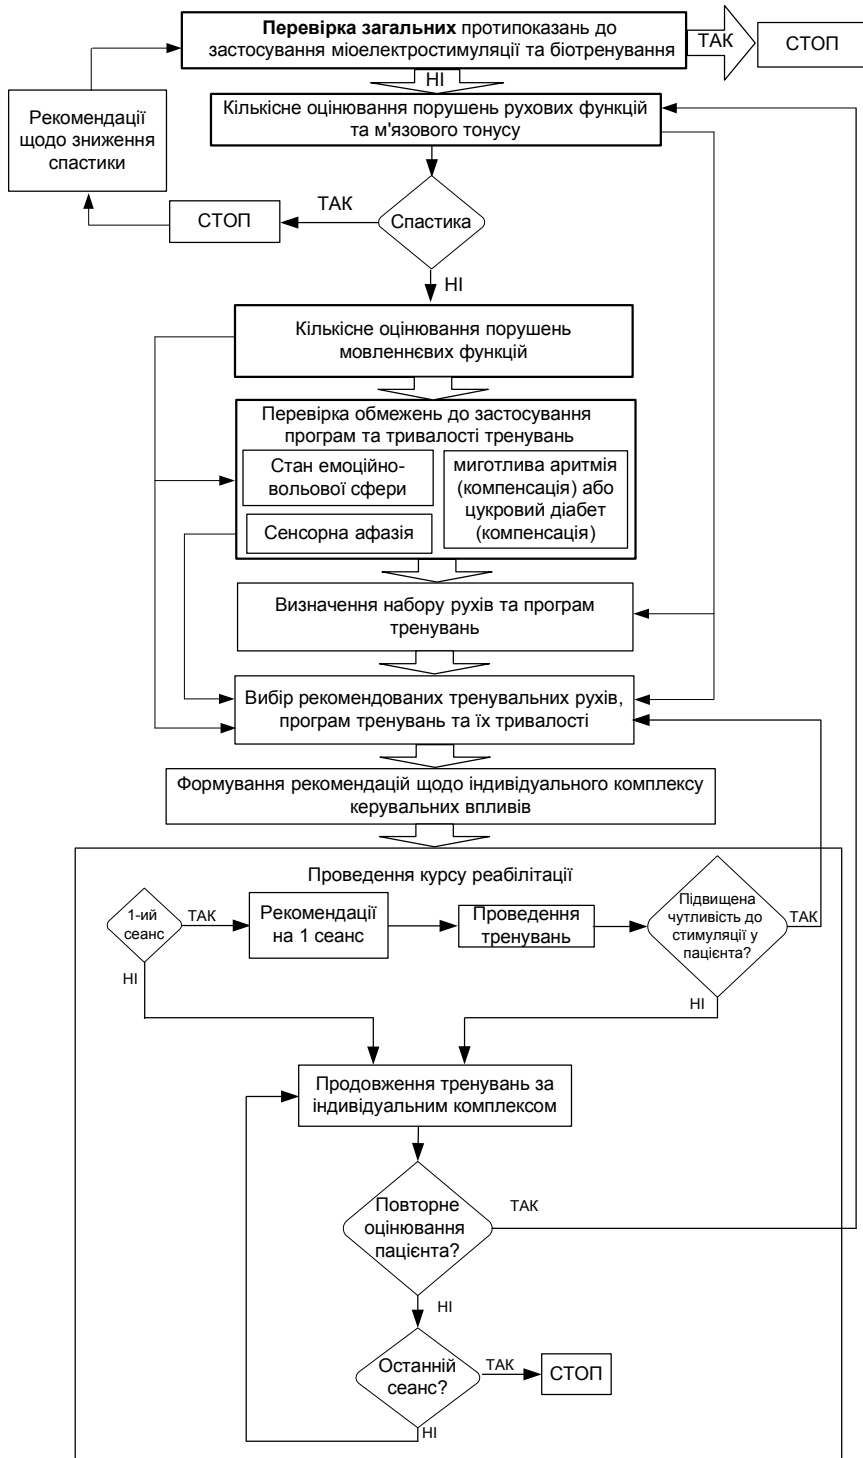 Перевірка загальних протипоказань до
застосування міоелектростимуляції та біотренування
ТАК
СТОП
НІ
Кількісне оцінювання порушень рухових функцій
та м'язового тонусу
Рекомендації
щодо зниження
спастики
СТОП
ТАК
Спастика
НІ
Кількісне оцінювання порушень
мовленнєвих функцій
Перевірка обмежень до застосування
програм та тривалості тренувань
Стан емоційно-
вольової сфери
миготлива аритмія
(компенсація) або
цукровий діабет
(компенсація)
Сенсорна афазія
Визначення набору рухів та програм
тренувань
Вибір рекомендованих тренувальних рухів,
програм тренувань та їх тривалості
Формування рекомендацій щодо індивідуального комплексу
керувальних впливів
Проведення курсу реабілітації
1-ий
сеанс
ТАК
Рекомендації
на 1 сеанс
Проведення
тренувань
Підвищена
чутливість до
стимуляції у
пацієнта?
ТАК
НІ
НІ
Продовження тренувань за
індивідуальним комплексом
Повторне
оцінювання
пацієнта?
ТАК
НІ
Останній
сеанс?
ТАК
СТОП
НІ